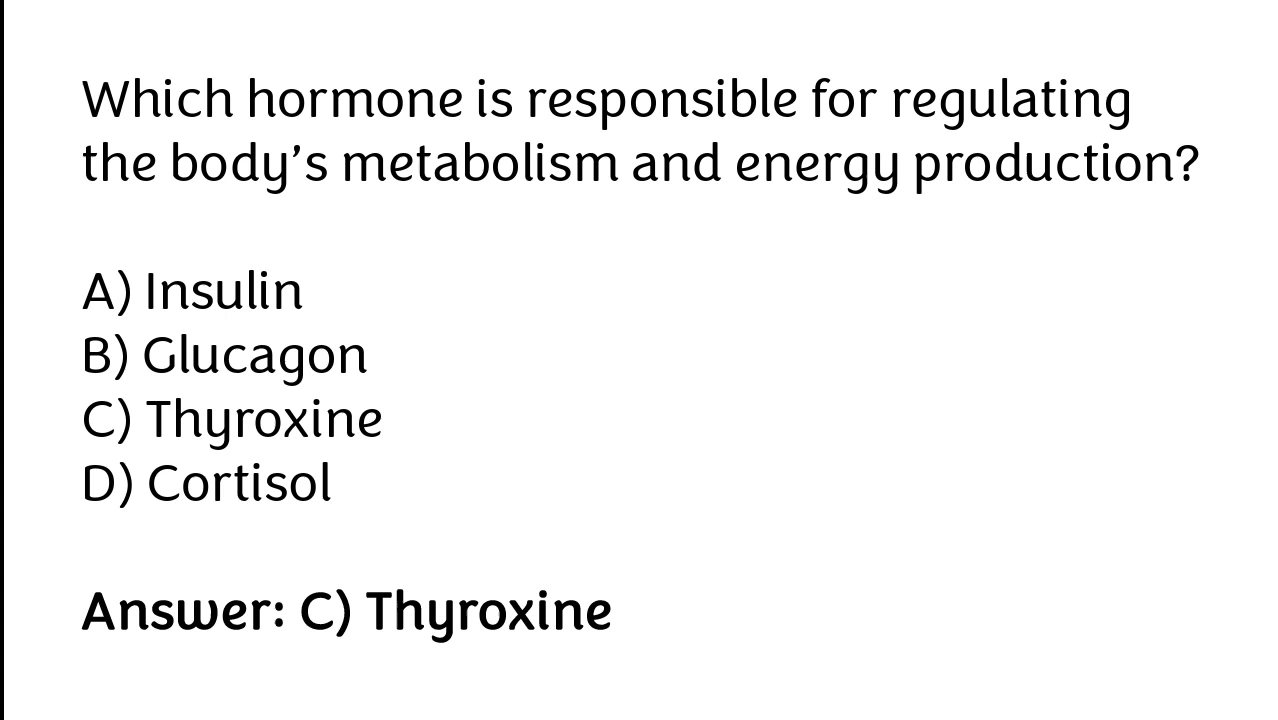 Which hormone is responsible for regulating
the body’s metabolism and energy production?
A) Insulin
B) Glucagon
C) Thyroxine
D) Cortisol
Answer: C) Thyroxine